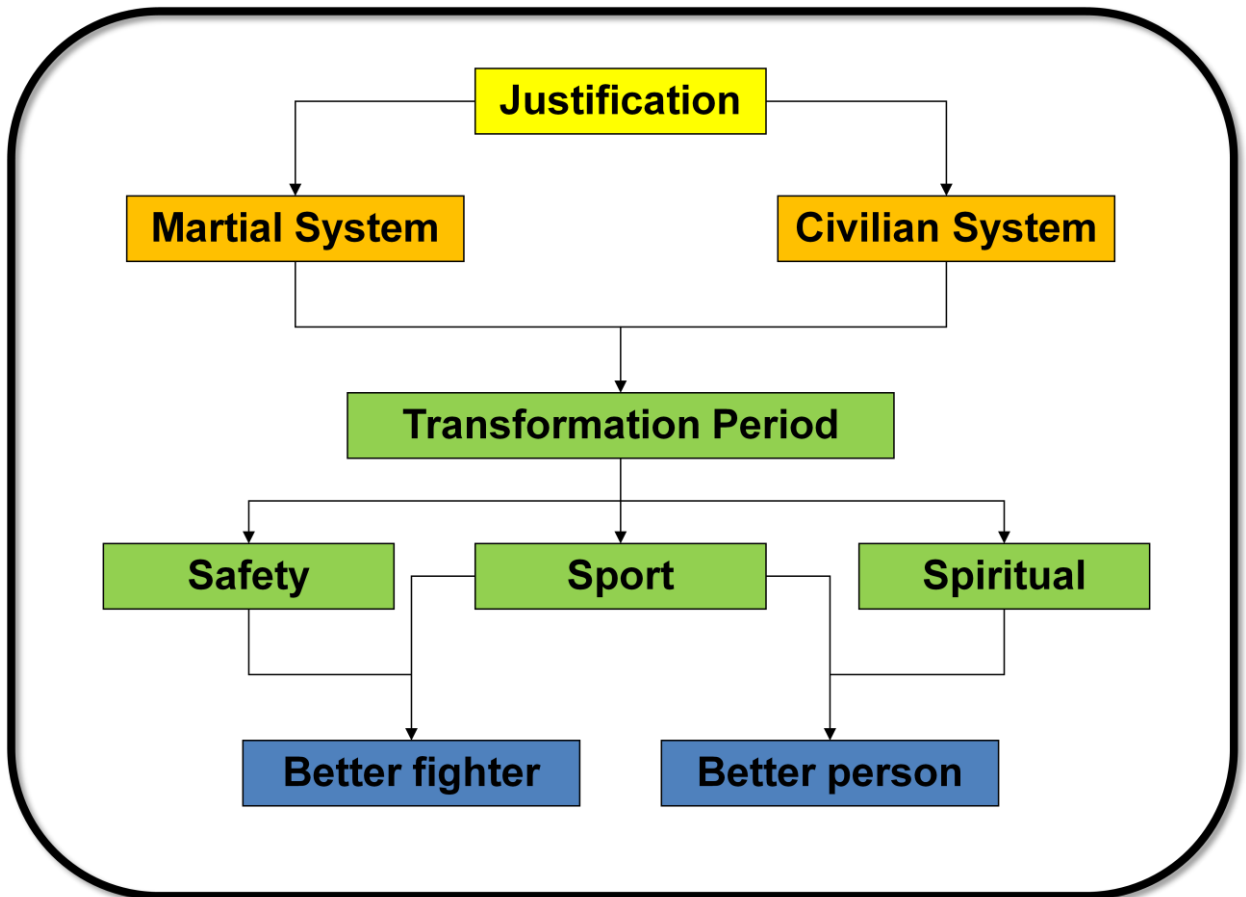 Justification
Martial System
Civilian System
Transformation Period
Safety
Sport
Spiritual
Better fighter
Better person